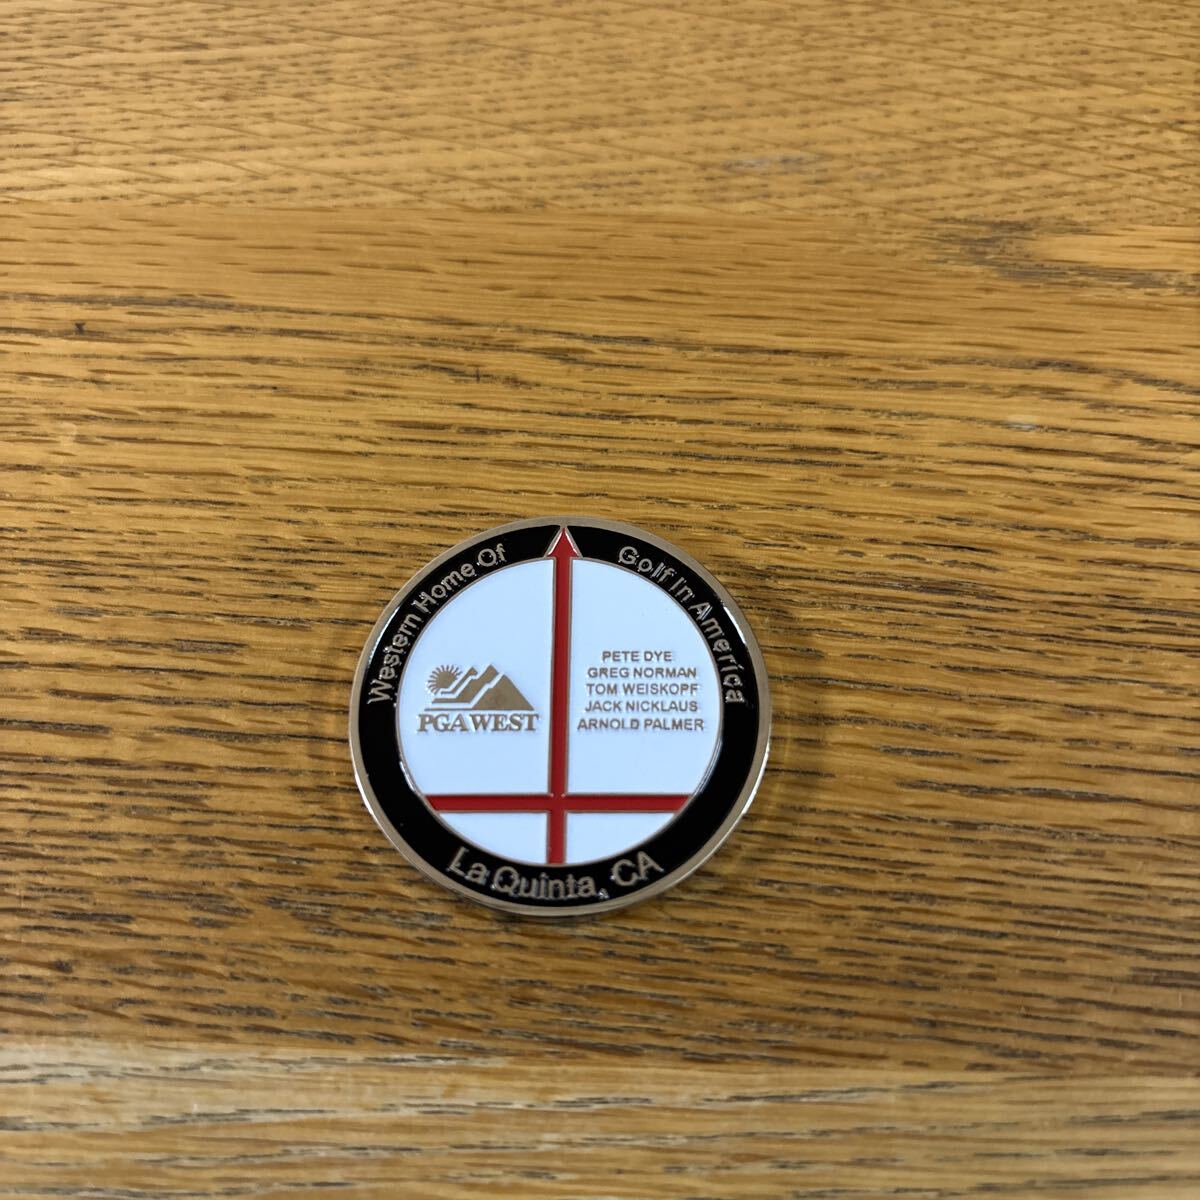 Western Home Of
Golf In America
PGA WEST
PETE DYE
GREG NORMAN
TOM WEISKOPF
JACK NICKLAUS
ARNOLD PALMER
La Quinta, CA